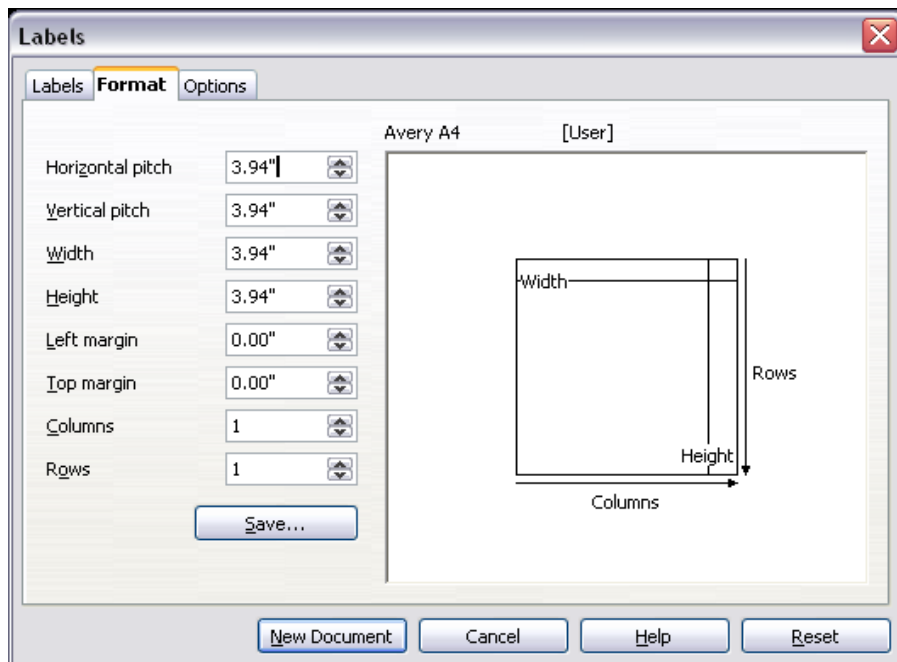 Labels
Labels Format Options
Avery A4 [User]
Horizontal pitch 3.94"
Vertical pitch 3.94"
Width 3.94"
Height 3.94"
Left margin 0.00"
Top margin 0.00"
Columns 1
Rows 1
Save...
Width
Rows
Height
Columns
New Document Cancel Help Reset